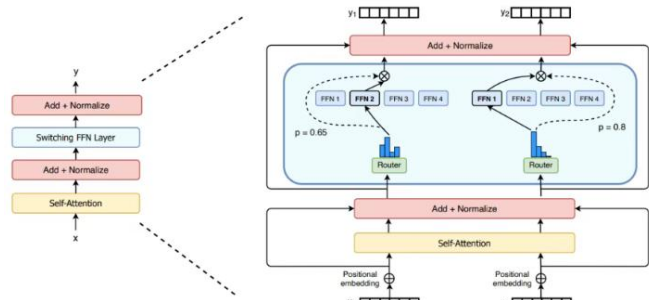 y
Add + Normalize
Switching FFN Layer
Add + Normalize
Self-Attention
x
y1 y2
Add + Normalize
FFN 1 FFN 2 FFN 3 FFN 4 FFN 1 FFN 2 FFN 3 FFN 4
p = 0.65 p = 0.8
Router Router
Add + Normalize
Self-Attention
Positional embedding Positional embedding